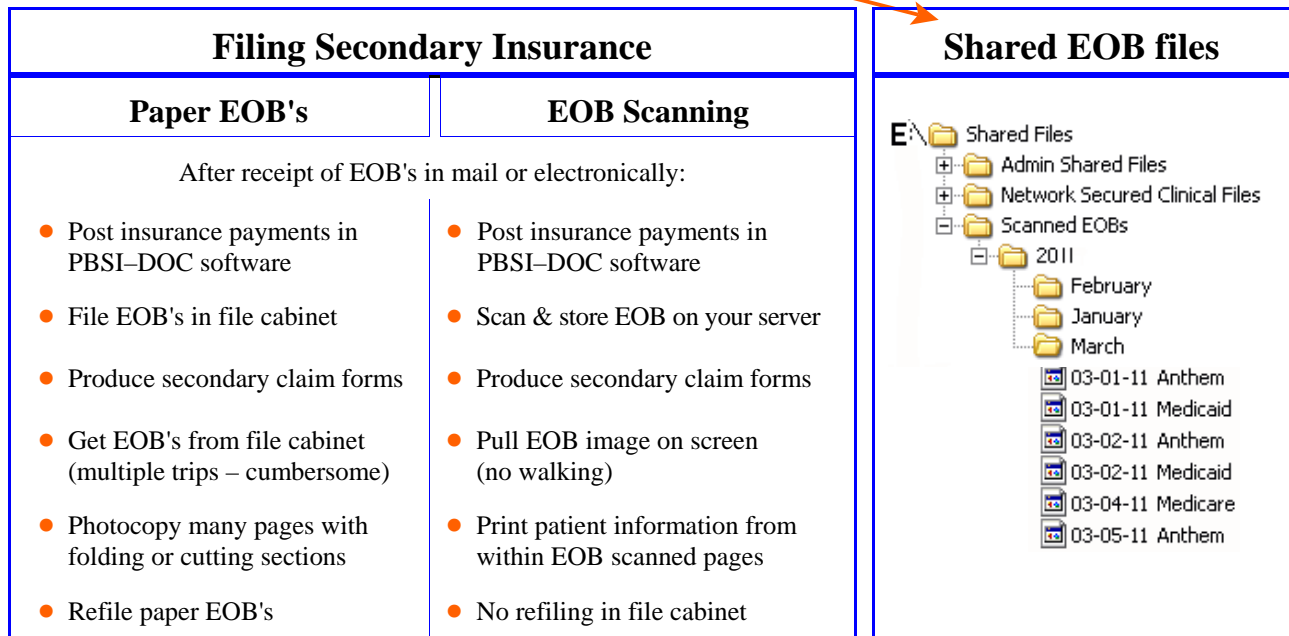 Filing Secondary Insurance
Paper EOB's
EOB Scanning
After receipt of EOB's in mail or electronically:
● Post insurance payments in
PBSI–DOC software
● File EOB's in file cabinet
● Produce secondary claim forms
● Get EOB's from file cabinet
(multiple trips – cumbersome)
● Photocopy many pages with
folding or cutting sections
● Refile paper EOB's
● Post insurance payments in
PBSI–DOC software
● Scan & store EOB on your server
● Produce secondary claim forms
● Pull EOB image on screen
(no walking)
● Print patient information from
within EOB scanned pages
● No refiling in file cabinet
Shared EOB files
E:\ Shared Files
Admin Shared Files
Network Secured Clinical Files
Scanned EOBs
2011
February
January
March
03-01-11 Anthem
03-01-11 Medicaid
03-02-11 Anthem
03-02-11 Medicaid
03-04-11 Medicare
03-05-11 Anthem